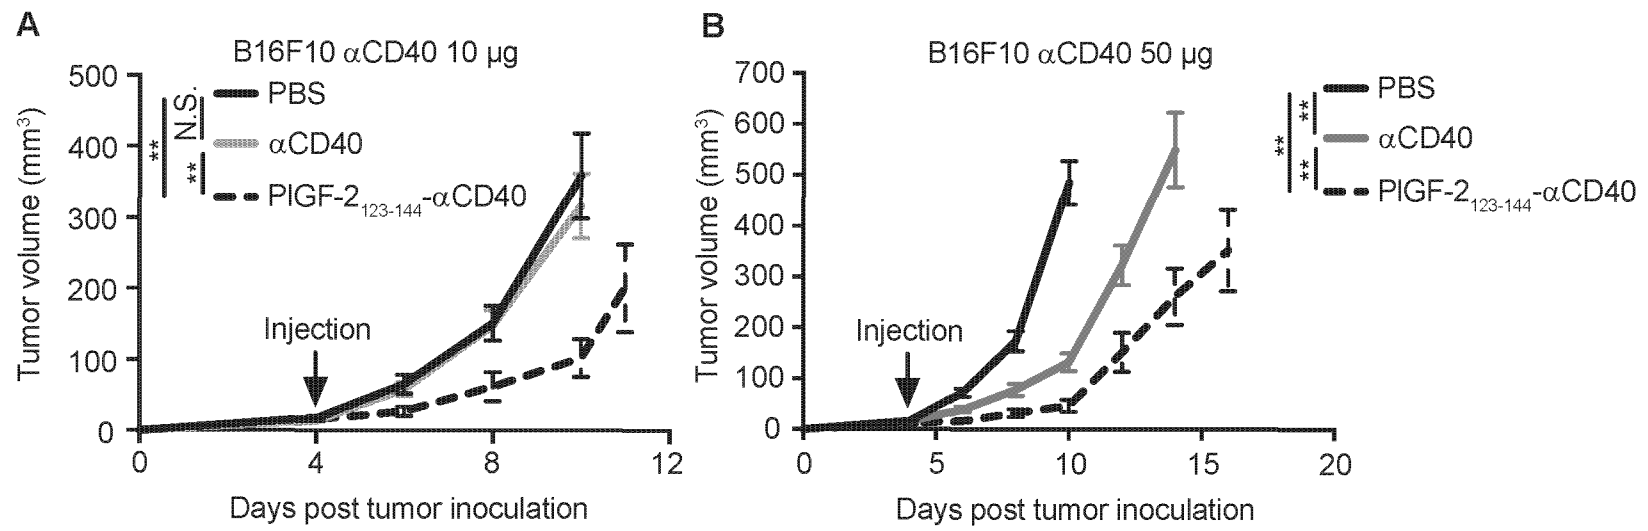 A
B16F10 αCD40 10 µg
Tumor volume (mm³)
500
400
300
200
100
0
**
N.S.
**
PBS
αCD40
PlGF-2₁₂₃₋₁₄₄-αCD40
Injection
0 4 8 12
Days post tumor inoculation
B
B16F10 αCD40 50 µg
Tumor volume (mm³)
700
600
500
400
300
200
100
0
**
**
**
PBS
αCD40
PlGF-2₁₂₃₋₁₄₄-αCD40
Injection
0 5 10 15 20
Days post tumor inoculation